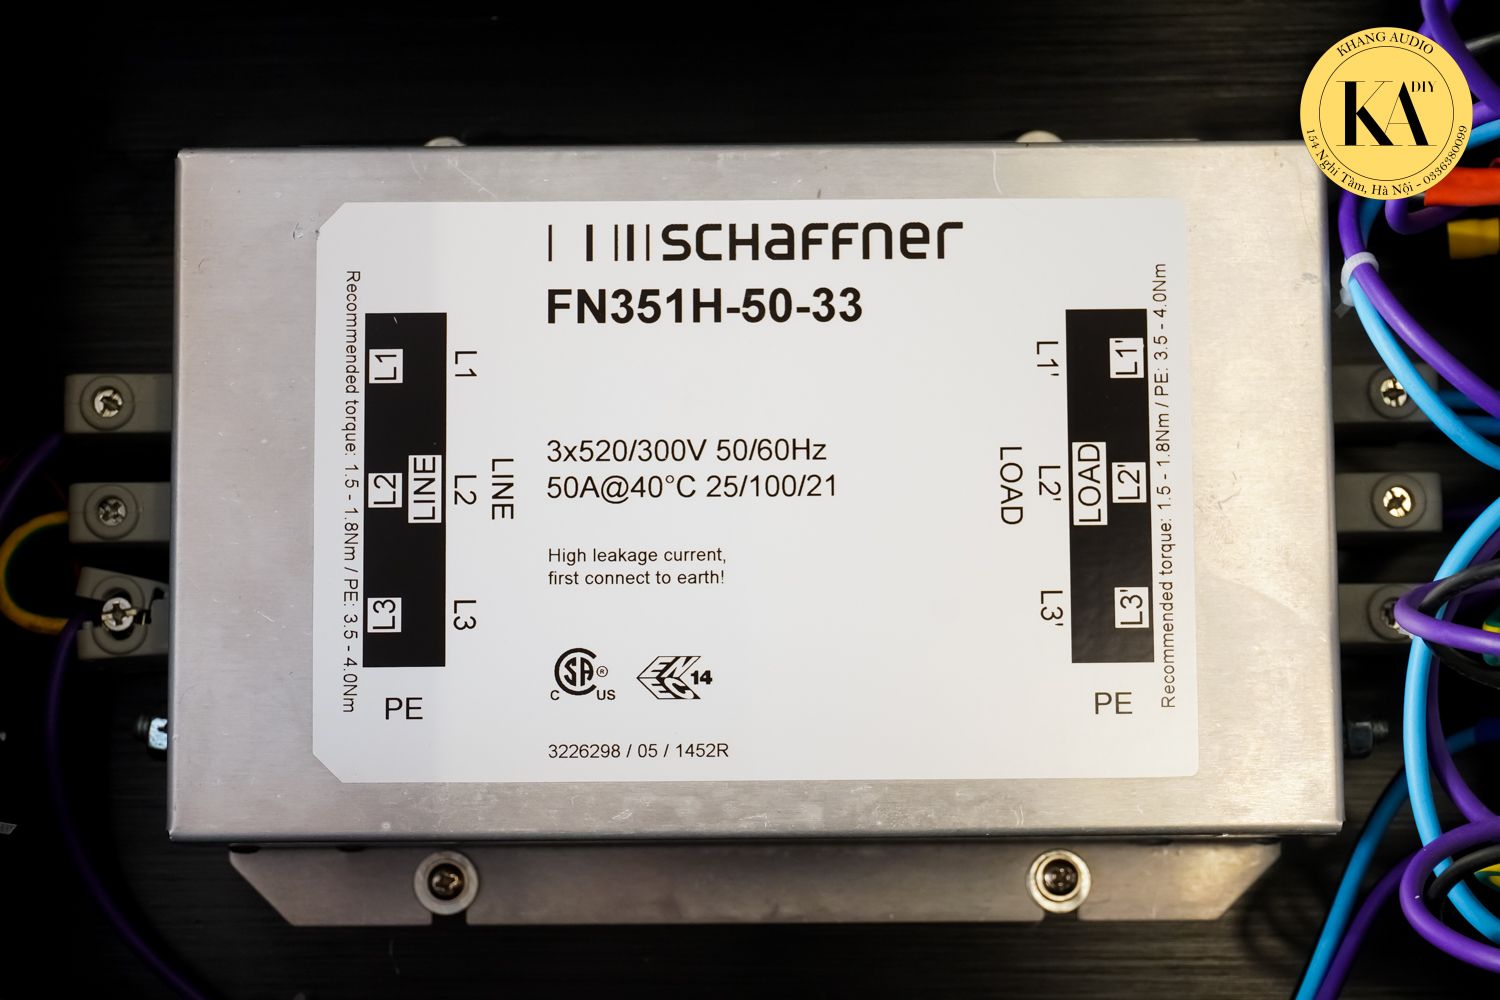 KHANG AUDIO
KA DIY
154 Nghi Tàm, Hà Nội - 0336380099
SCHAFFNER
FN351H-50-33
Recommended torque: 1.5 - 1.8Nm / PE: 3.5 - 4.0Nm
L1
L2
L3
LINE
L1
L2
L3
LINE
PE
3x520/300V 50/60Hz
50A@40°C 25/100/21
High leakage current,
first connect to earth!
CSA®
C US
ENEC 14
3226298 / 05 / 1452R
LOAD
L1'
L2'
L3'
LOAD
L1'
L2'
L3'
PE
Recommended torque: 1.5 - 1.8Nm / PE: 3.5 - 4.0Nm